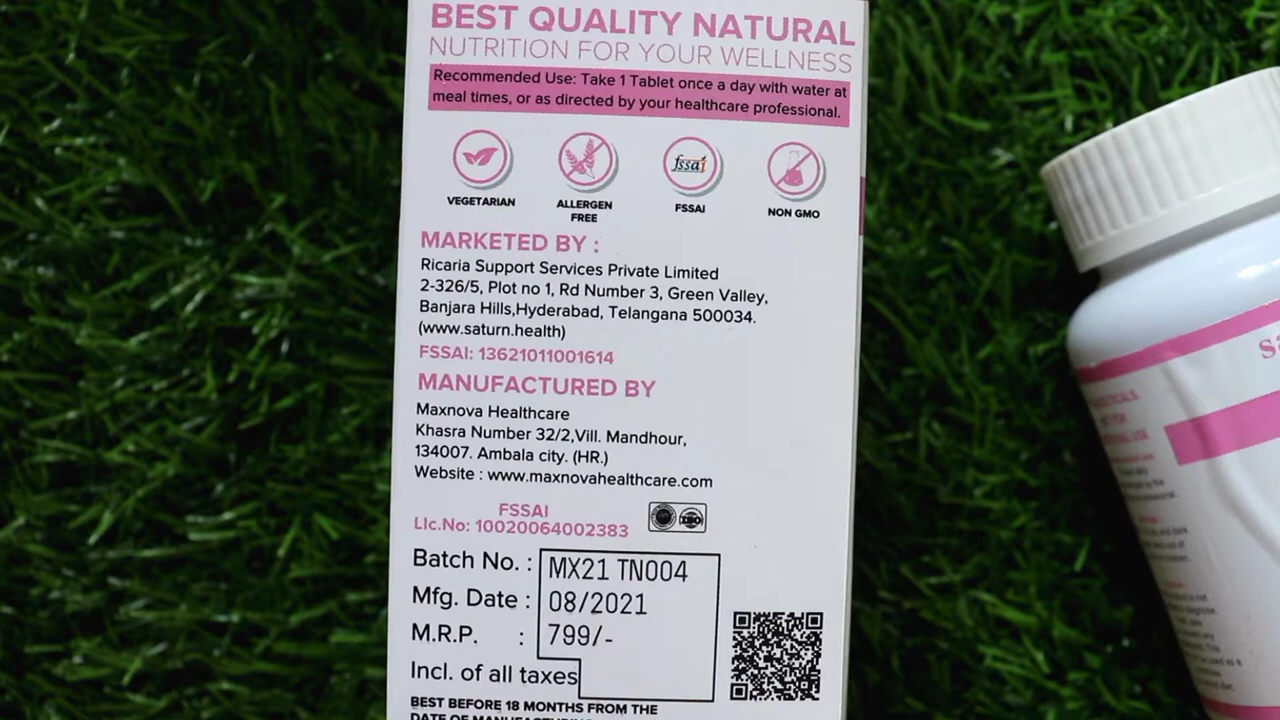 BEST QUALITY NATURAL
NUTRITION FOR YOUR WELLNESS
Recommended Use: Take 1 Tablet once a day with water at
meal times, or as directed by your healthcare professional.
fssai
VEGETARIAN
ALLERGEN
FREE
FSSAI
NON GMO
MARKETED BY :
Ricaria Support Services Private Limited
2-326/5, Plot no 1, Rd Number 3, Green Valley,
Banjara Hills,Hyderabad, Telangana 500034.
(www.saturn.health)
FSSAI: 13621011001614
MANUFACTURED BY
Maxnova Healthcare
Khasra Number 32/2,Vill. Mandhour,
134007. Ambala city. (HR.)
Website : www.maxnovahealthcare.com
FSSAI
LIc.No: 10020064002383
ISO
Batch No. : MX21 TN004
Mfg. Date : 08/2021
M.R.P. : 799/-
Incl. of all taxes
BEST BEFORE 18 MONTHS FROM THE
DATE OF